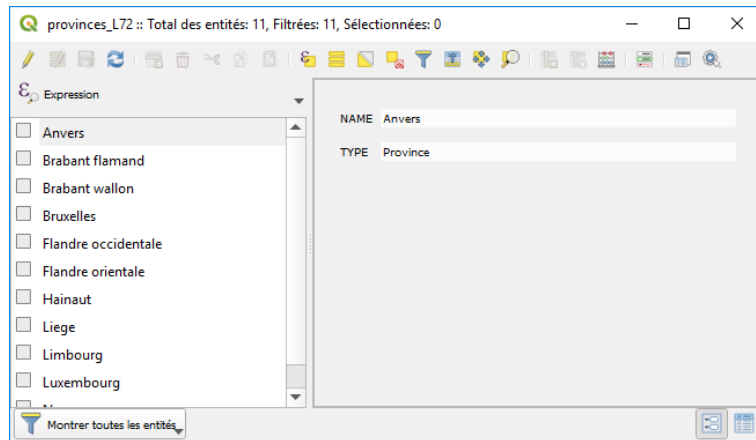 provinces_L72 :: Total des entités: 11, Filtrées: 11, Sélectionnées: 0
Expression
Anvers
Brabant flamand
Brabant wallon
Bruxelles
Flandre occidentale
Flandre orientale
Hainaut
Liege
Limbourg
Luxembourg
NAME Anvers
TYPE Province
Montrer toutes les entités